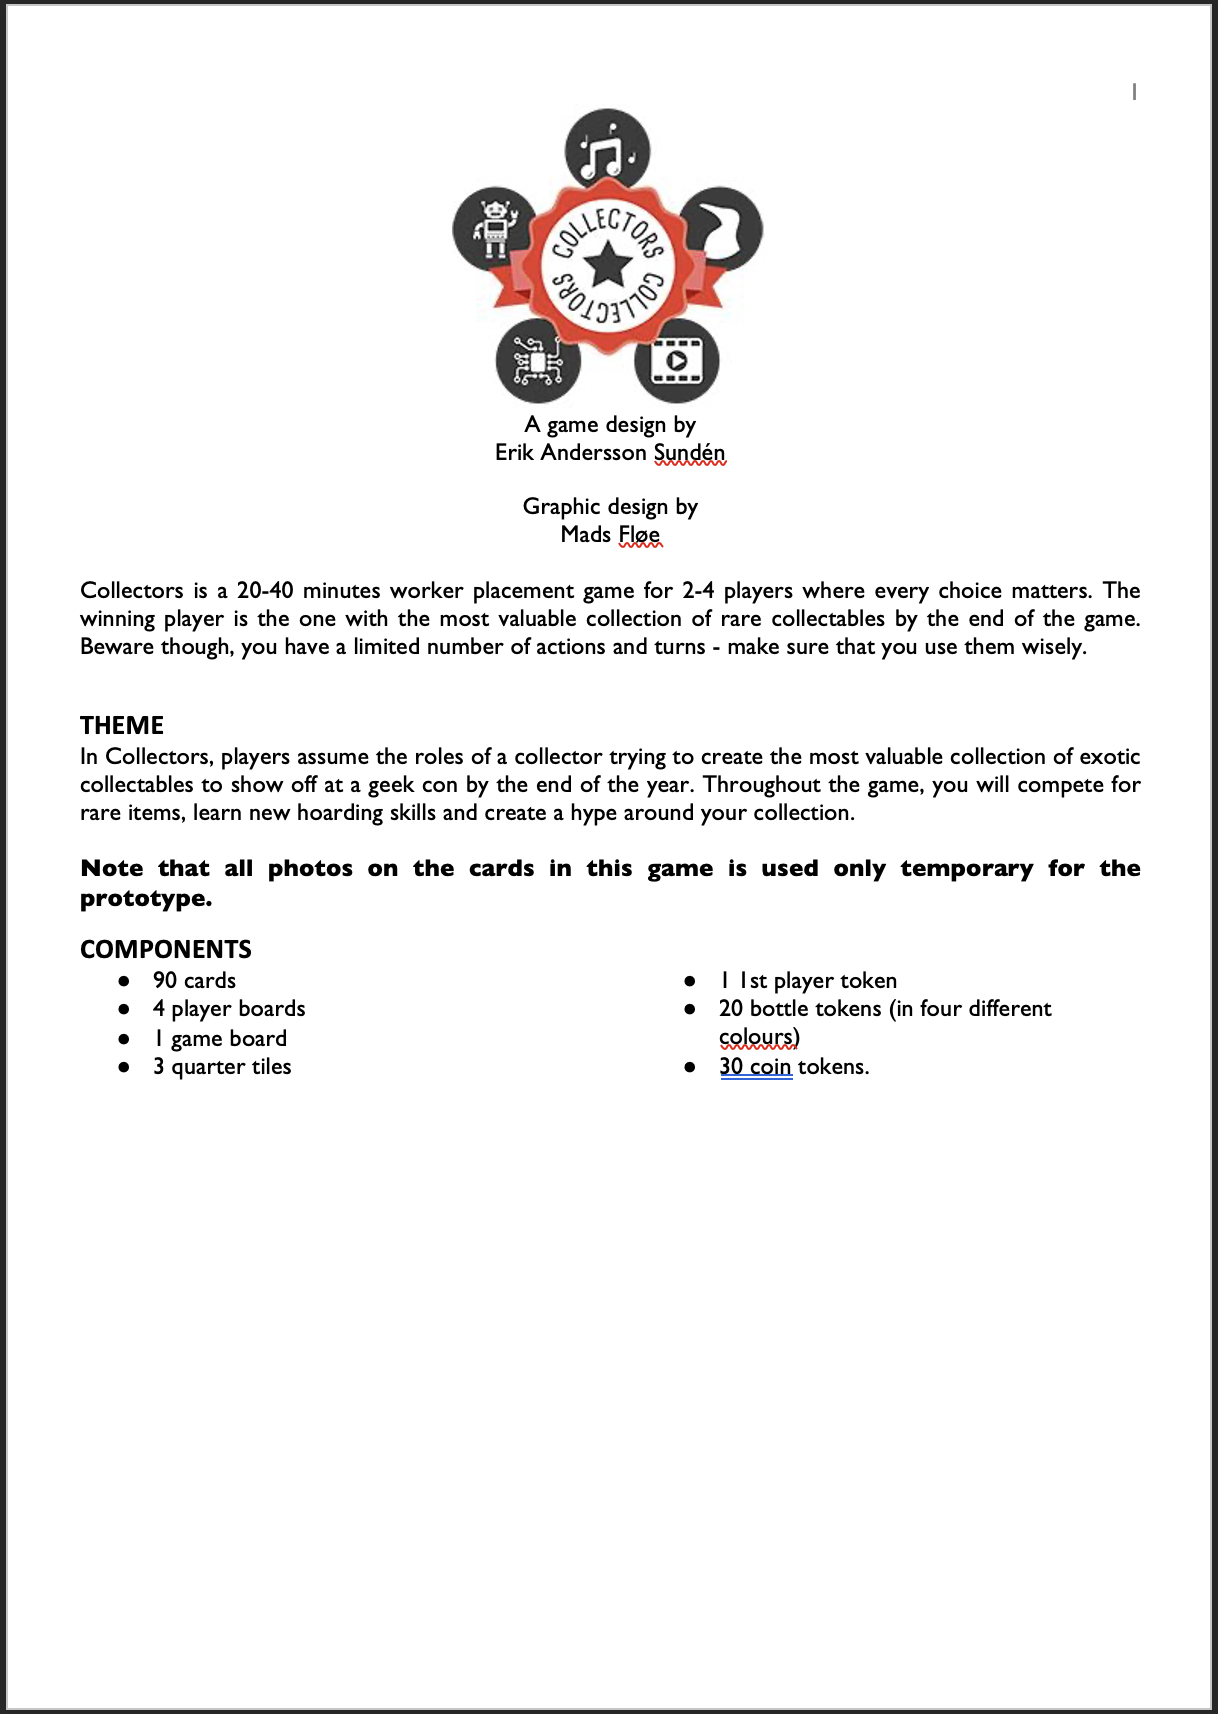 1
COLLECTORS
COLLECTORS
A game design by
Erik Andersson Sundén
Graphic design by
Mads Fløe
Collectors is a 20-40 minutes worker placement game for 2-4 players where every choice matters. The
winning player is the one with the most valuable collection of rare collectables by the end of the game.
Beware though, you have a limited number of actions and turns - make sure that you use them wisely.
THEME
In Collectors, players assume the roles of a collector trying to create the most valuable collection of exotic
collectables to show off at a geek con by the end of the year. Throughout the game, you will compete for
rare items, learn new hoarding skills and create a hype around your collection.
Note that all photos on the cards in this game is used only temporary for the
prototype.
COMPONENTS
● 90 cards
● 4 player boards
● 1 game board
● 3 quarter tiles
● 1 1st player token
● 20 bottle tokens (in four different
colours)
● 30 coin tokens.